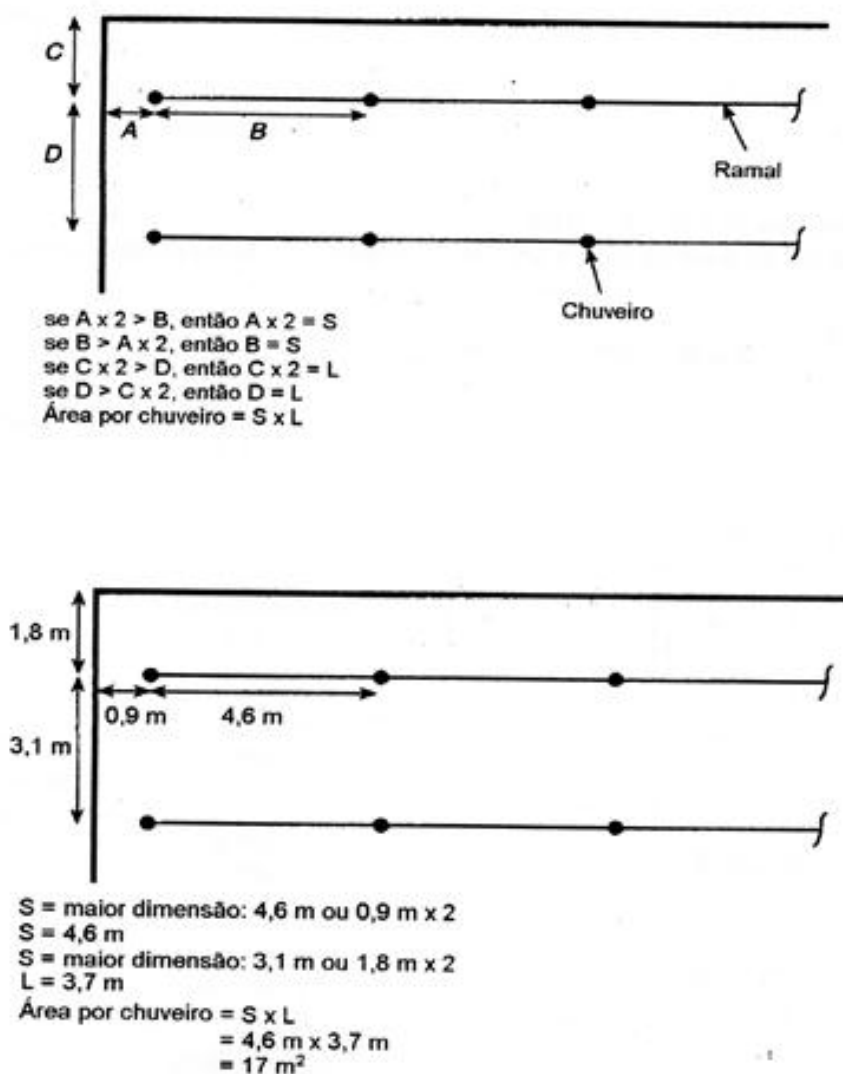 C
A
B
D
Ramal
Chuveiro
se A x 2 > B, então A x 2 = S
se B > A x 2, então B = S
se C x 2 > D, então C x 2 = L
se D > C x 2, então D = L
Área por chuveiro = S x L
1,8 m
0,9 m
4,6 m
3,1 m
S = maior dimensão: 4,6 m ou 0,9 m x 2
S = 4,6 m
S = maior dimensão: 3,1 m ou 1,8 m x 2
L = 3,7 m
Área por chuveiro = S x L
= 4,6 m x 3,7 m
= 17 m²